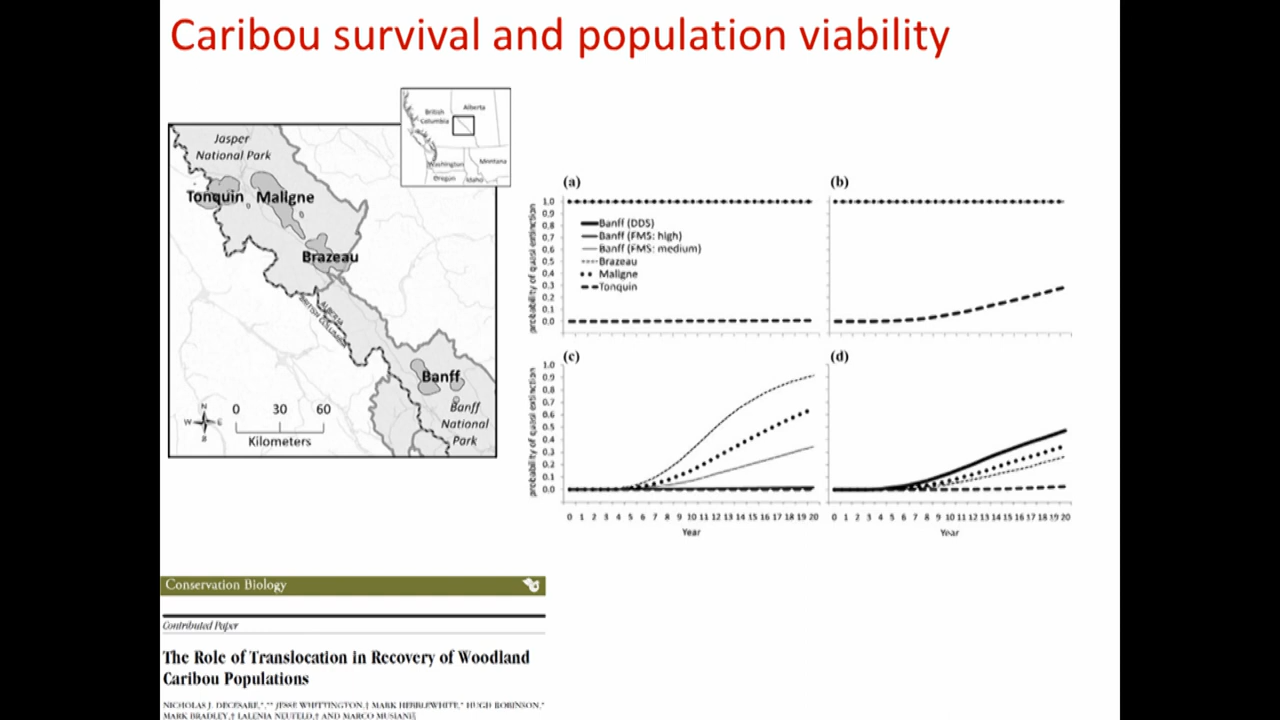 Caribou survival and population viability
Jasper
National Park
Tonquin
Maligne
Brazeau
ALBERTA
BRITISH COLUMBIA
Banff
Banff
National
Park
N
W
E
S
0 30 60
Kilometers
British
Columbia
Alberta
Washington
Montana
Oregon
Idaho
(a)
probability of quasi extinction
1.0
0.9
0.8
0.7
0.6
0.5
0.4
0.3
0.2
0.1
0.0
Banff (DDS)
Banff (FMS: high)
Banff (FMS: medium)
Brazeau
Maligne
Tonquin
(b)
(c)
probability of quasi extinction
1.0
0.9
0.8
0.7
0.6
0.5
0.4
0.3
0.2
0.1
0.0
0 1 2 3 4 5 6 7 8 9 10 11 12 13 14 15 16 17 18 19 20
Year
(d)
0 1 2 3 4 5 6 7 8 9 10 11 12 13 14 15 16 17 18 19 20
Year
Conservation Biology
Contributed Paper
The Role of Translocation in Recovery of Woodland
Caribou Populations
NICHOLAS J. DECESARE,*,** JESSE WHITTINGTON,† MARK HEBBLEWHITE,* HUGH ROBINSON,*
MARK BRADLEY,† LALENIA NEUFELD,† AND MARCO MUSIANI§